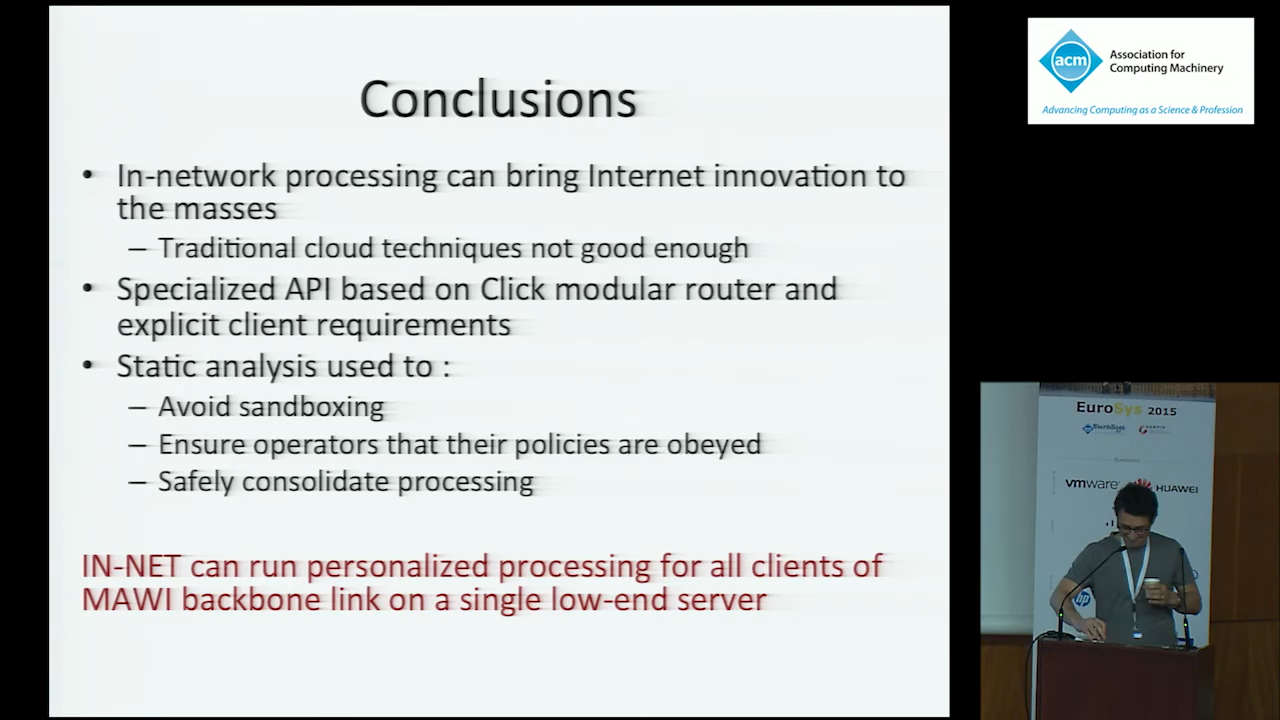 Conclusions
• In-network processing can bring Internet innovation to
the masses
– Traditional cloud techniques not good enough
• Specialized API based on Click modular router and
explicit client requirements
• Static analysis used to :
– Avoid sandboxing
– Ensure operators that their policies are obeyed
– Safely consolidate processing
IN-NET can run personalized processing for all clients of
MAWI backbone link on a single low-end server
acm
Association for
Computing Machinery
Advancing Computing as a Science & Profession
EuroSys 2015
EuroSys
vmware
HUAWEI
hp